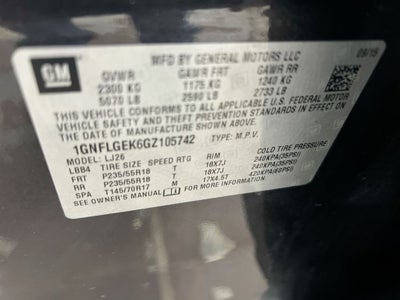 GM
MFD BY GENERAL MOTORS LLC 09/15
GVWR GAWR FRT GAWR RR
2300 KG 1175 KG 1240 KG
5070 LB 2590 LB 2733 LB
THIS VEHICLE CONFORMS TO ALL APPLICABLE U.S. FEDERAL
MOTOR VEHICLE SAFETY AND THEFT PREVENTION STANDARDS
IN EFFECT ON THE DATE OF MANUFACTURE SHOWN ABOVE.
1GNFLGEK6GZ105742 TYPE: M.P.V.
MODEL: LJ26
LBB4 TIRE SIZE SPEED RTG RIM COLD TIRE PRESSURE
FRT P235/55R18 T 18X7J 240KPA(35PSI)
RR P235/55R18 T 18X7J 240KPA(35PSI)
SPA T145/70R17 M 17X4.5T 420KPA(60PSI)
SEE OWNER'S MANUAL FOR ADDITIONAL INFORMATION.